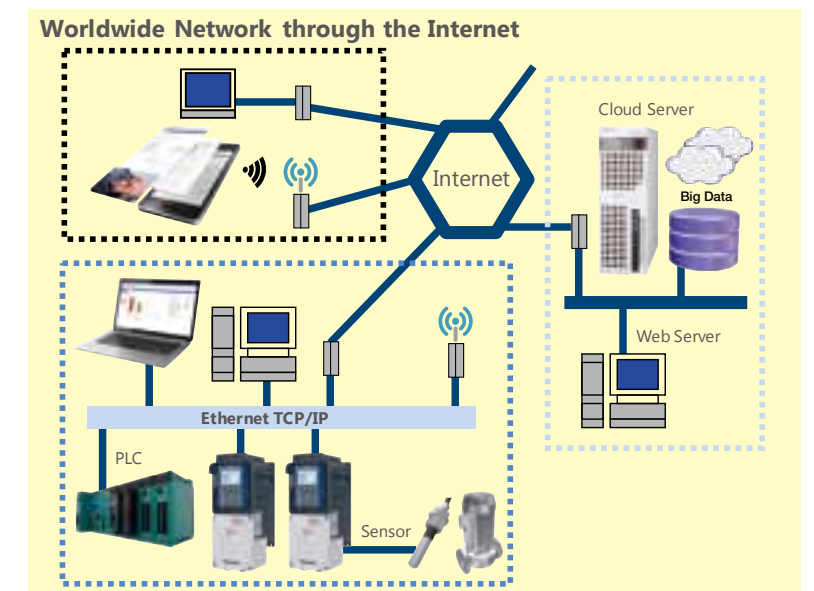 Worldwide Network through the Internet
Cloud Server
Internet
Big Data
Web Server
Ethernet TCP/IP
PLC
Sensor